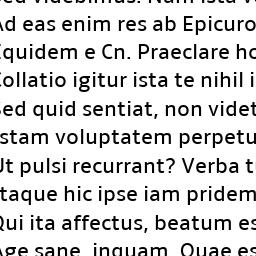 videbimus. Nam ista
Ad eas enim res ab Epicuro
Equidem e Cn. Praeclare ho
Collatio igitur ista te nihil i
Sed quid sentiat, non videt
Istam voluptatem perpetu
Ut pulsi recurrant? Verba tu
Itaque hic ipse iam pridem
Qui ita affectus, beatum es
Age sane, inquam. Quae es